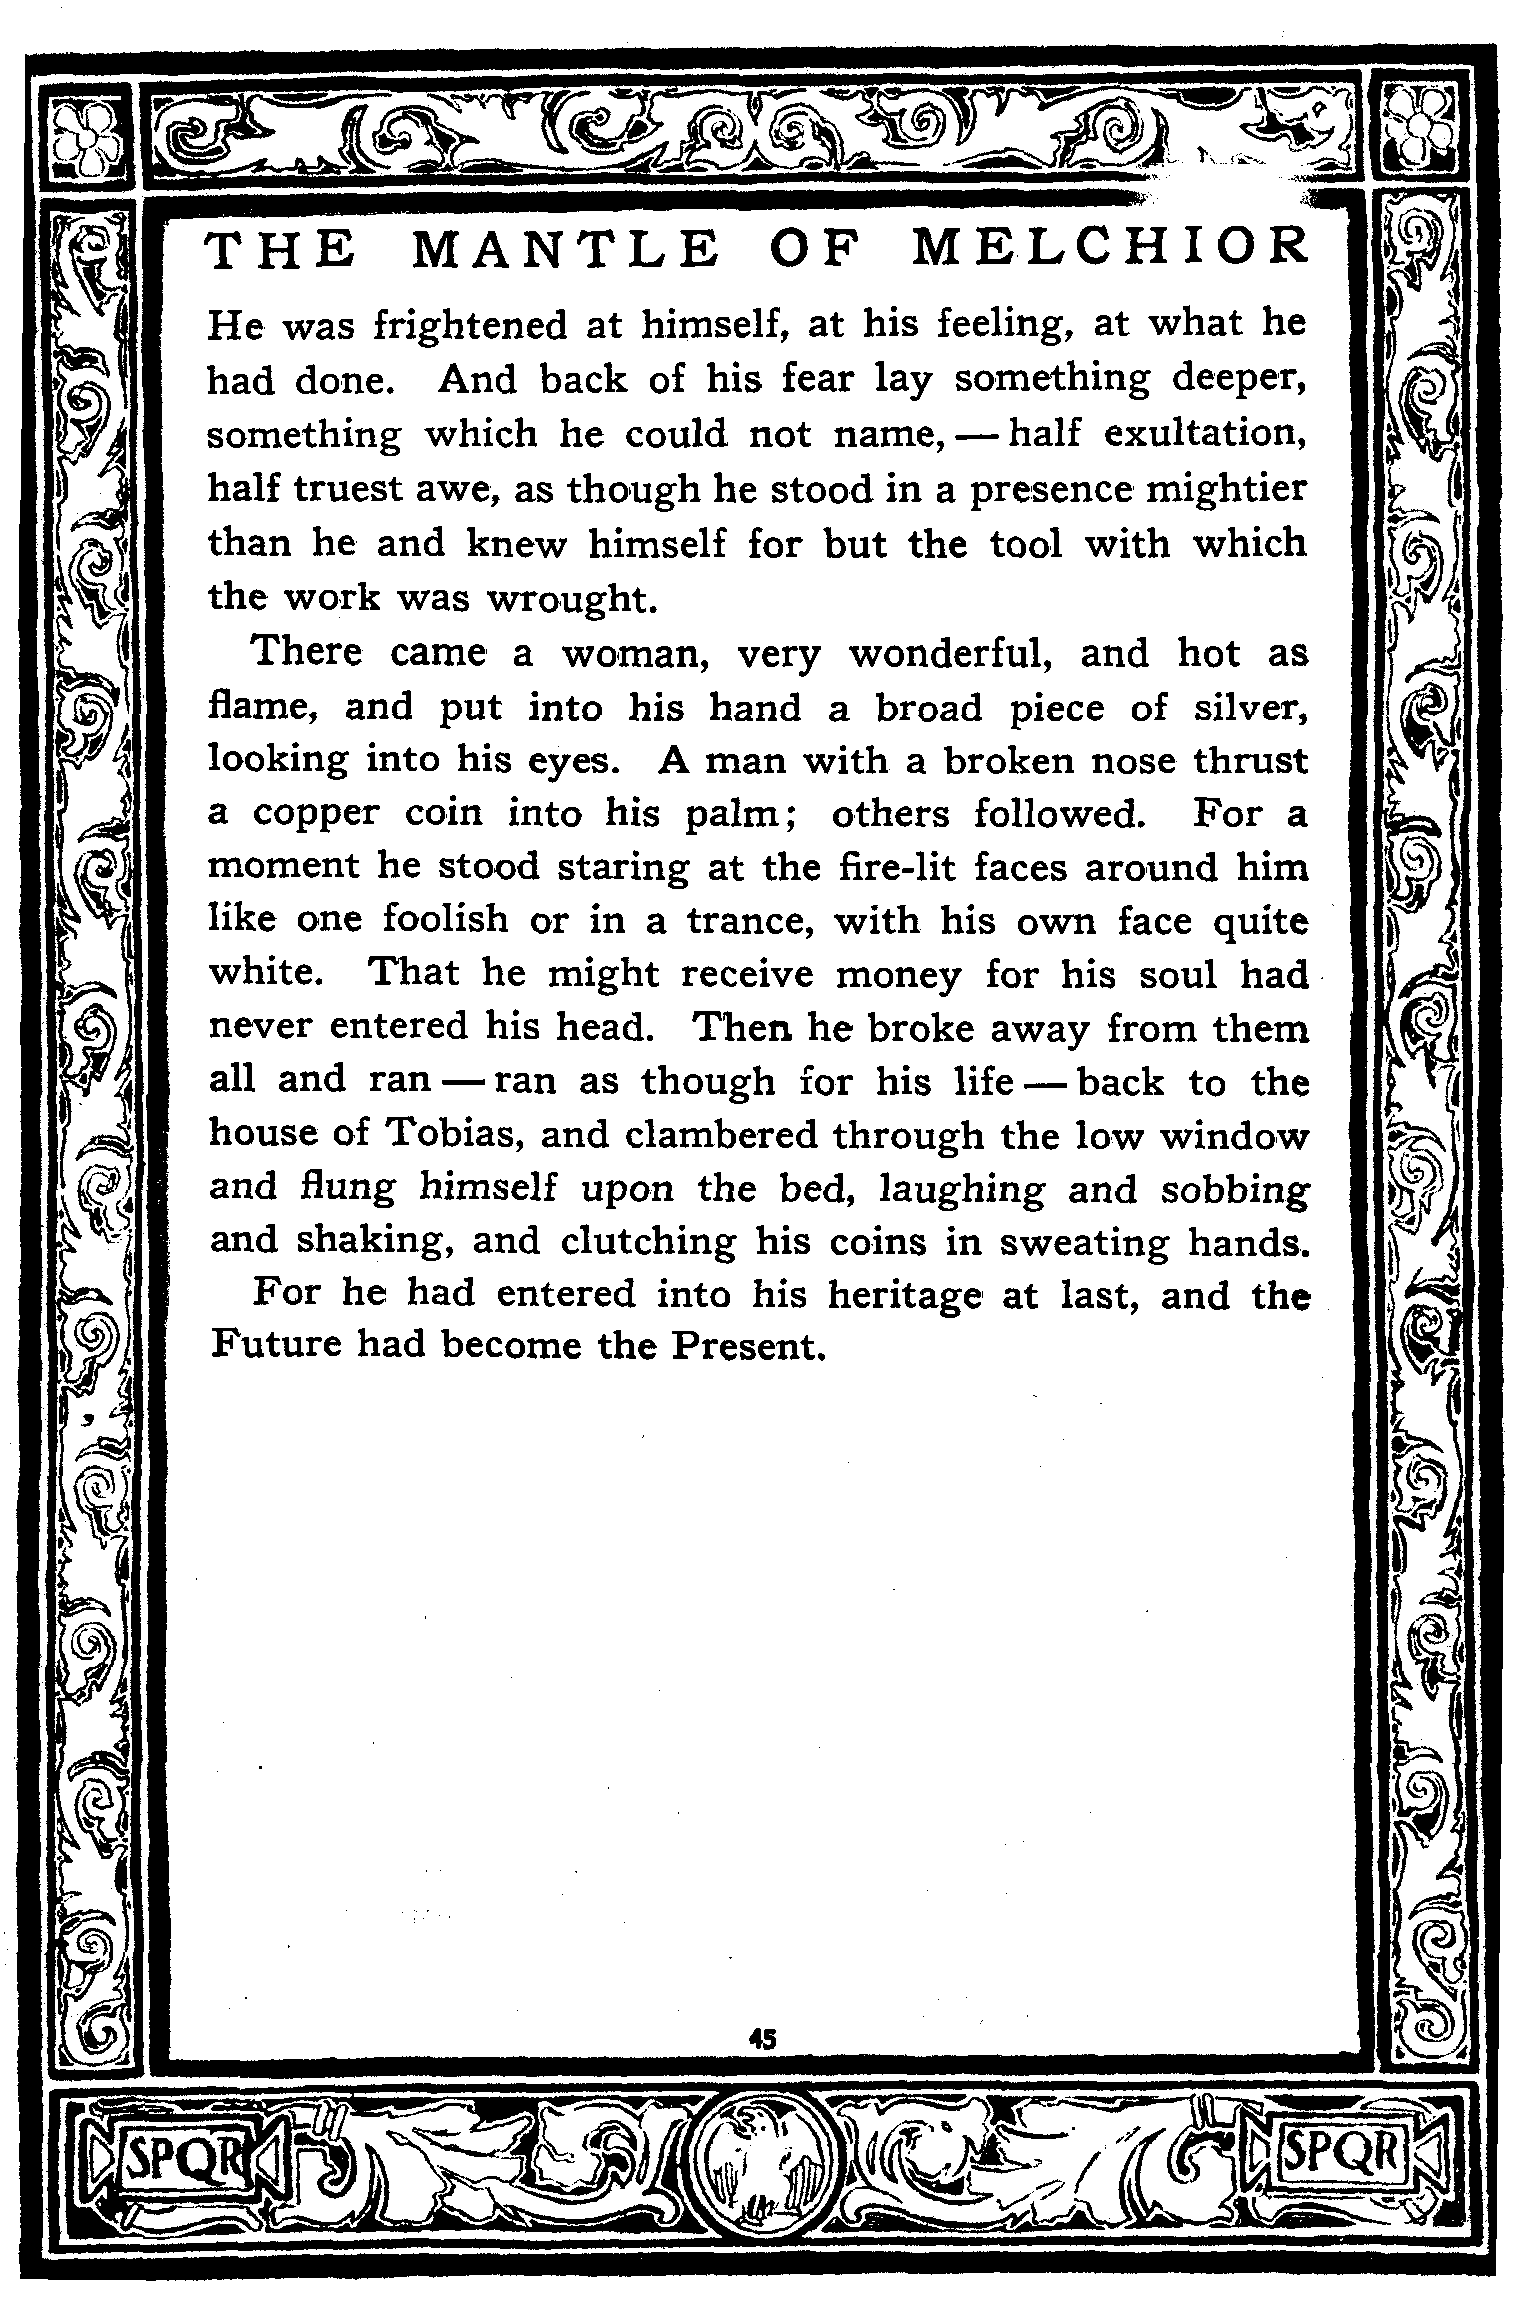 THE MANTLE OF MELCHIOR
He was frightened at himself, at his feeling, at what he
had done. And back of his fear lay something deeper,
something which he could not name, — half exultation,
half truest awe, as though he stood in a presence mightier
than he and knew himself for but the tool with which
the work was wrought.
There came a woman, very wonderful, and hot as
flame, and put into his hand a broad piece of silver,
looking into his eyes. A man with a broken nose thrust
a copper coin into his palm; others followed. For a
moment he stood staring at the fire-lit faces around him
like one foolish or in a trance, with his own face quite
white. That he might receive money for his soul had
never entered his head. Then he broke away from them
all and ran — ran as though for his life — back to the
house of Tobias, and clambered through the low window
and flung himself upon the bed, laughing and sobbing
and shaking, and clutching his coins in sweating hands.
For he had entered into his heritage at last, and the
Future had become the Present.
45
SPQR
SPQR